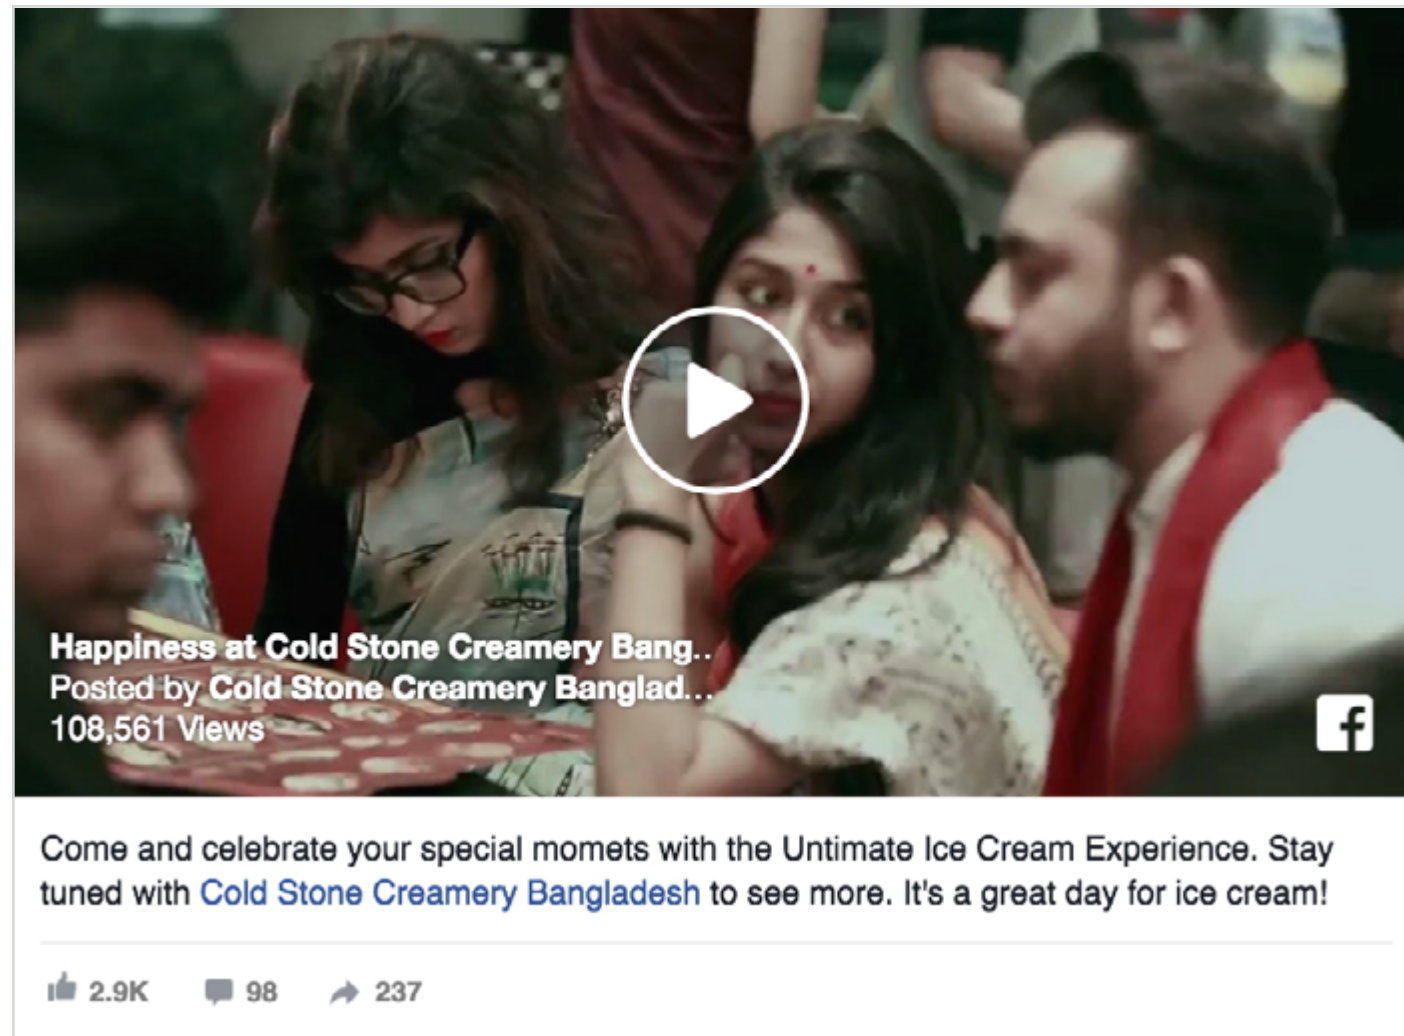 Happiness at Cold Stone Creamery Bang..
Posted by Cold Stone Creamery Banglad...
108,561 Views
Come and celebrate your special momets with the Untimate Ice Cream Experience. Stay
tuned with Cold Stone Creamery Bangladesh to see more. It's a great day for ice cream!
2.9K 98 237